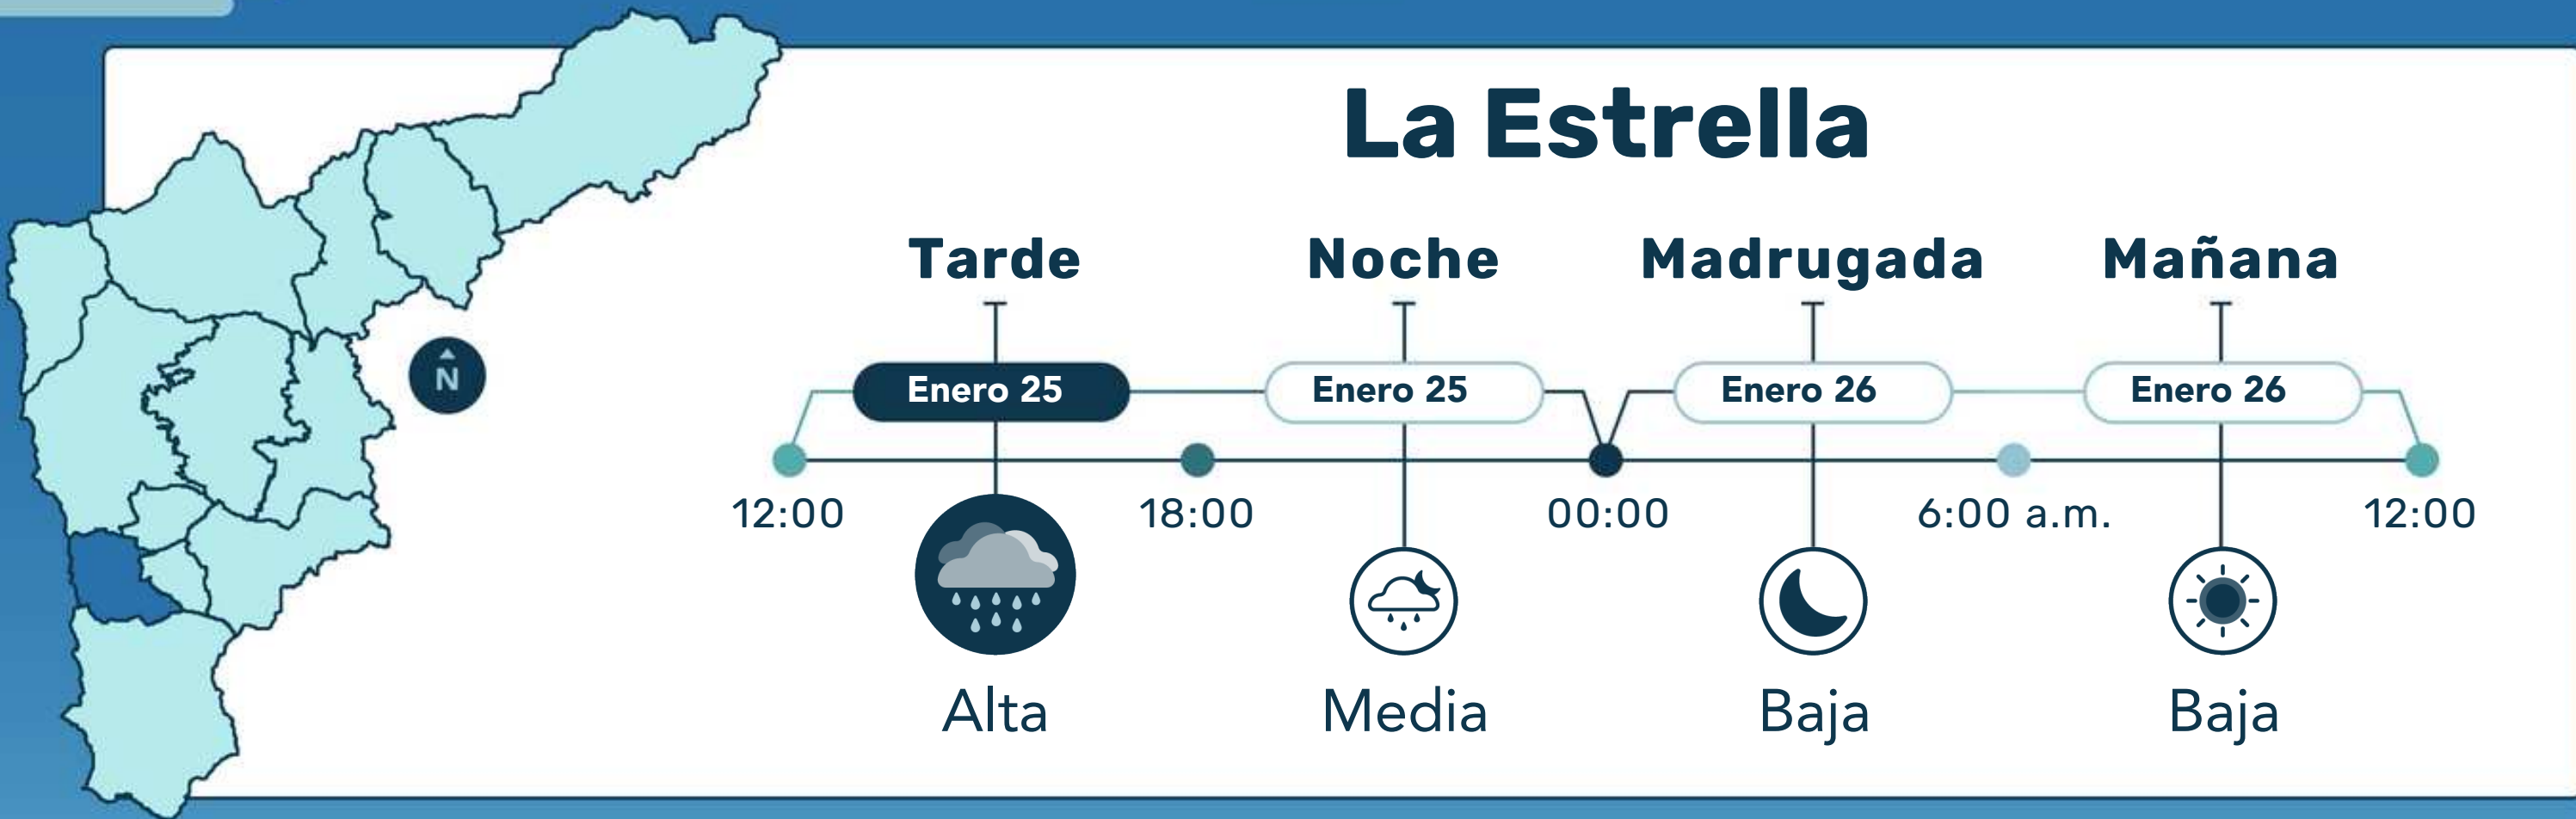 La Estrella
Tarde Noche Madrugada Mañana
N
Enero 25 Enero 25 Enero 26 Enero 26
12:00 18:00 00:00 6:00 a.m. 12:00
Alta Media Baja Baja